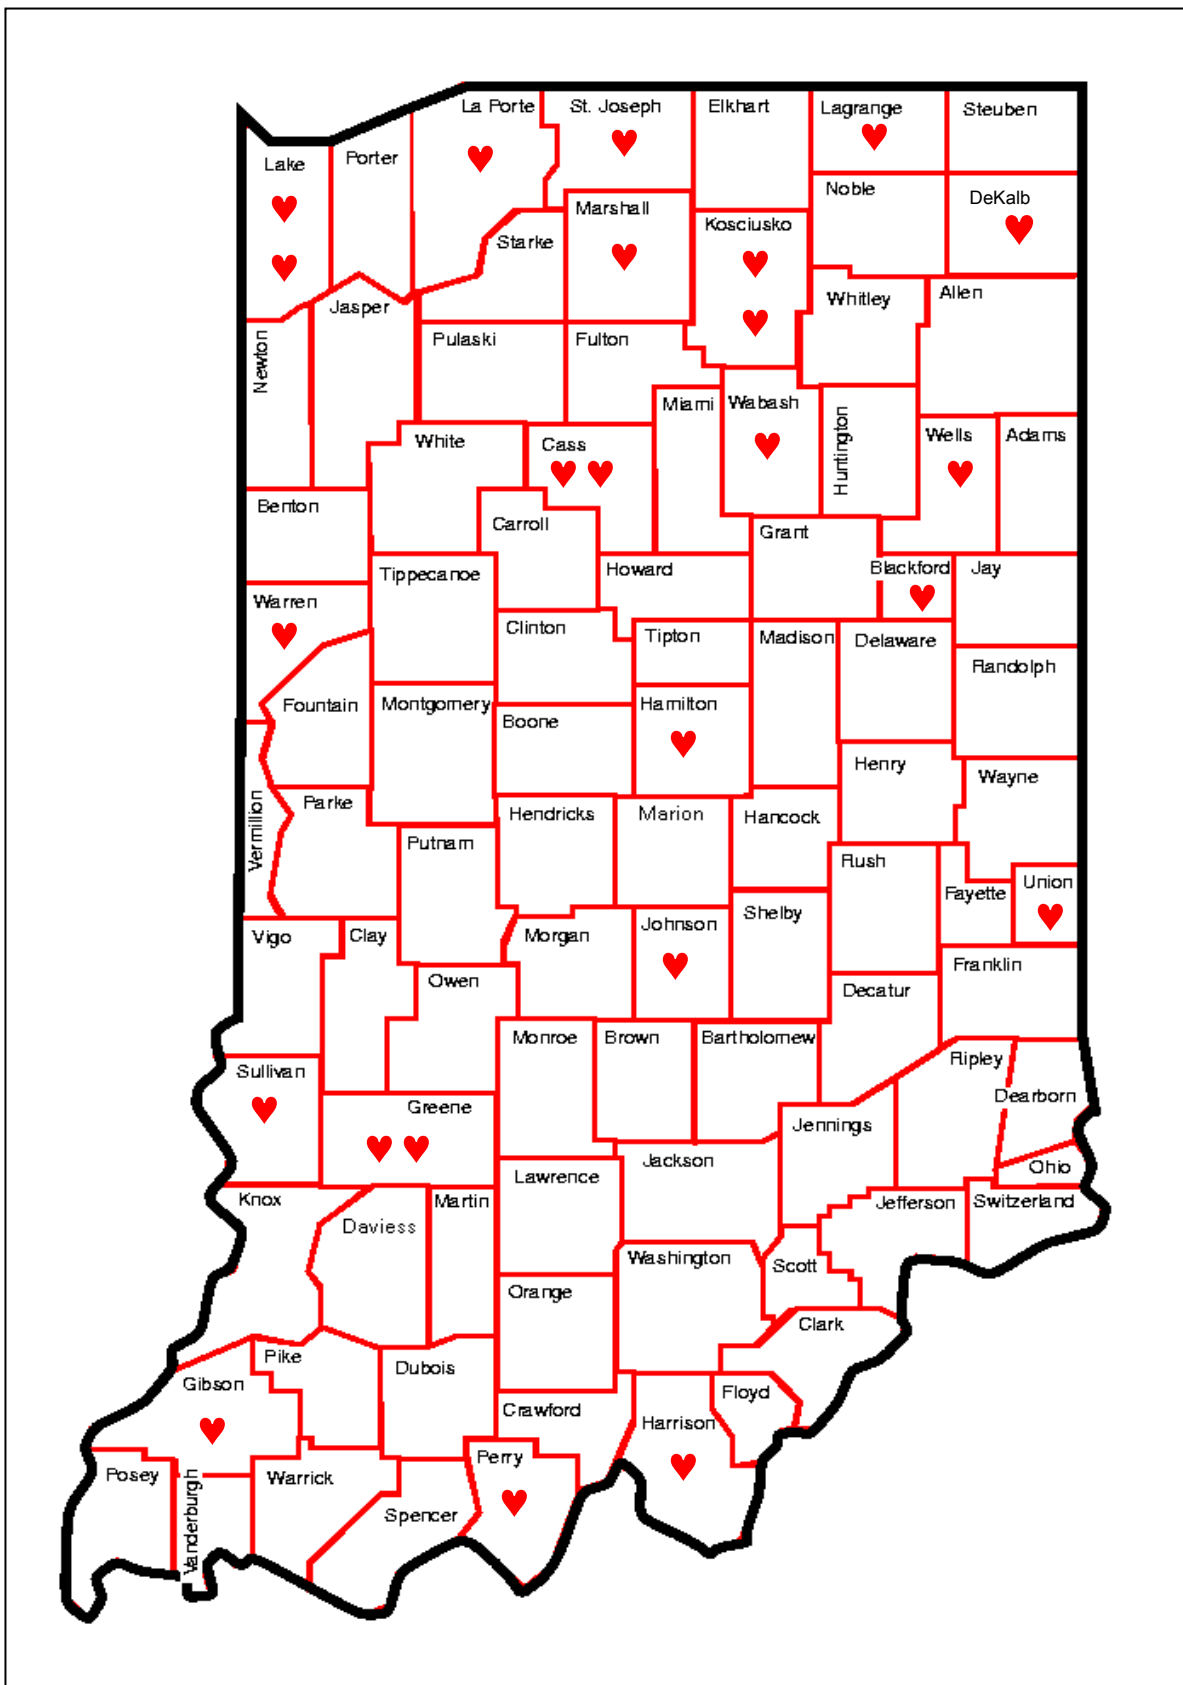 La Porte
St. Joseph
Elkhart
Lagrange
Steuben
Lake
Porter
Noble
DeKalb
Marshall
Kosciusko
Starke
Jasper
Whitley
Allen
Newton
Pulaski
Fulton
Miami
Wabash
Huntington
Wells
Adams
White
Cass
Benton
Carroll
Grant
Tippecanoe
Howard
Blackford
Jay
Warren
Clinton
Tipton
Madison
Delaware
Randolph
Fountain
Montgomery
Boone
Hamilton
Henry
Wayne
Vermillion
Parke
Hendricks
Marion
Hancock
Putnam
Rush
Fayette
Union
Vigo
Clay
Morgan
Johnson
Shelby
Franklin
Owen
Decatur
Monroe
Brown
Bartholomew
Ripley
Sullivan
Dearborn
Greene
Jennings
Jackson
Ohio
Lawrence
Knox
Martin
Jefferson
Switzerland
Daviess
Washington
Scott
Orange
Clark
Pike
Dubois
Gibson
Floyd
Crawford
Harrison
Perry
Posey
Vanderburgh
Warrick
Spencer